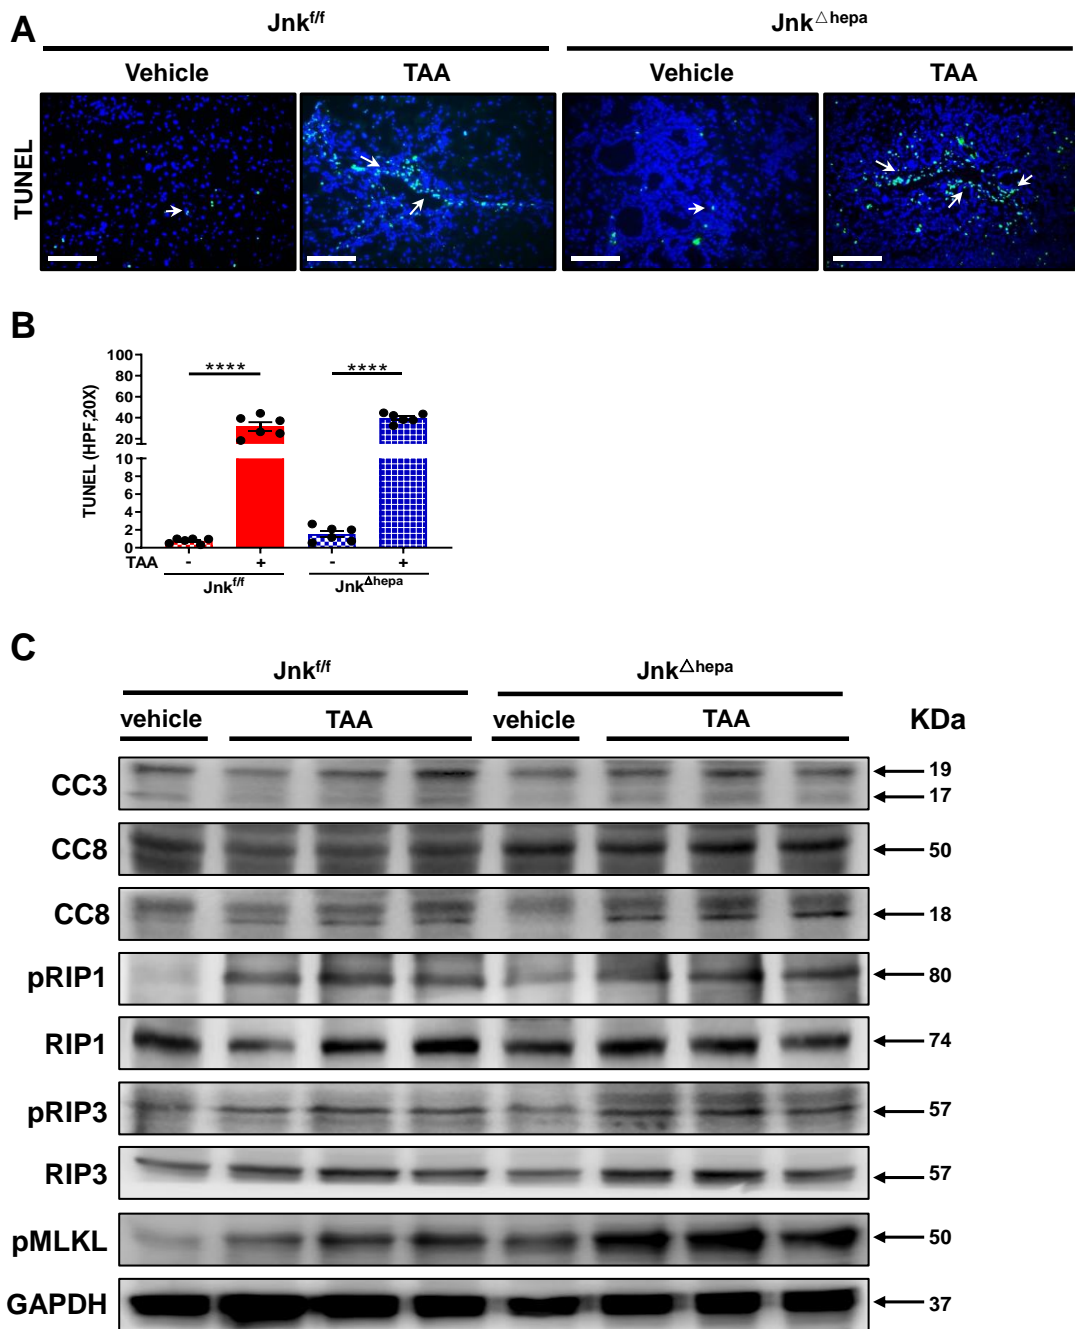 A
Jnkf/f
Jnk△hepa
Vehicle
TAA
Vehicle
TAA
TUNEL
B
TUNEL (HPF,20X)
100
80
60
40
20
10
8
6
4
2
0
****
****
TAA
-
+
-
+
Jnkf/f
JnkΔhepa
C
Jnkf/f
Jnk△hepa
vehicle
TAA
vehicle
TAA
KDa
CC3
19
17
CC8
50
CC8
18
pRIP1
80
RIP1
74
pRIP3
57
RIP3
57
pMLKL
50
GAPDH
37